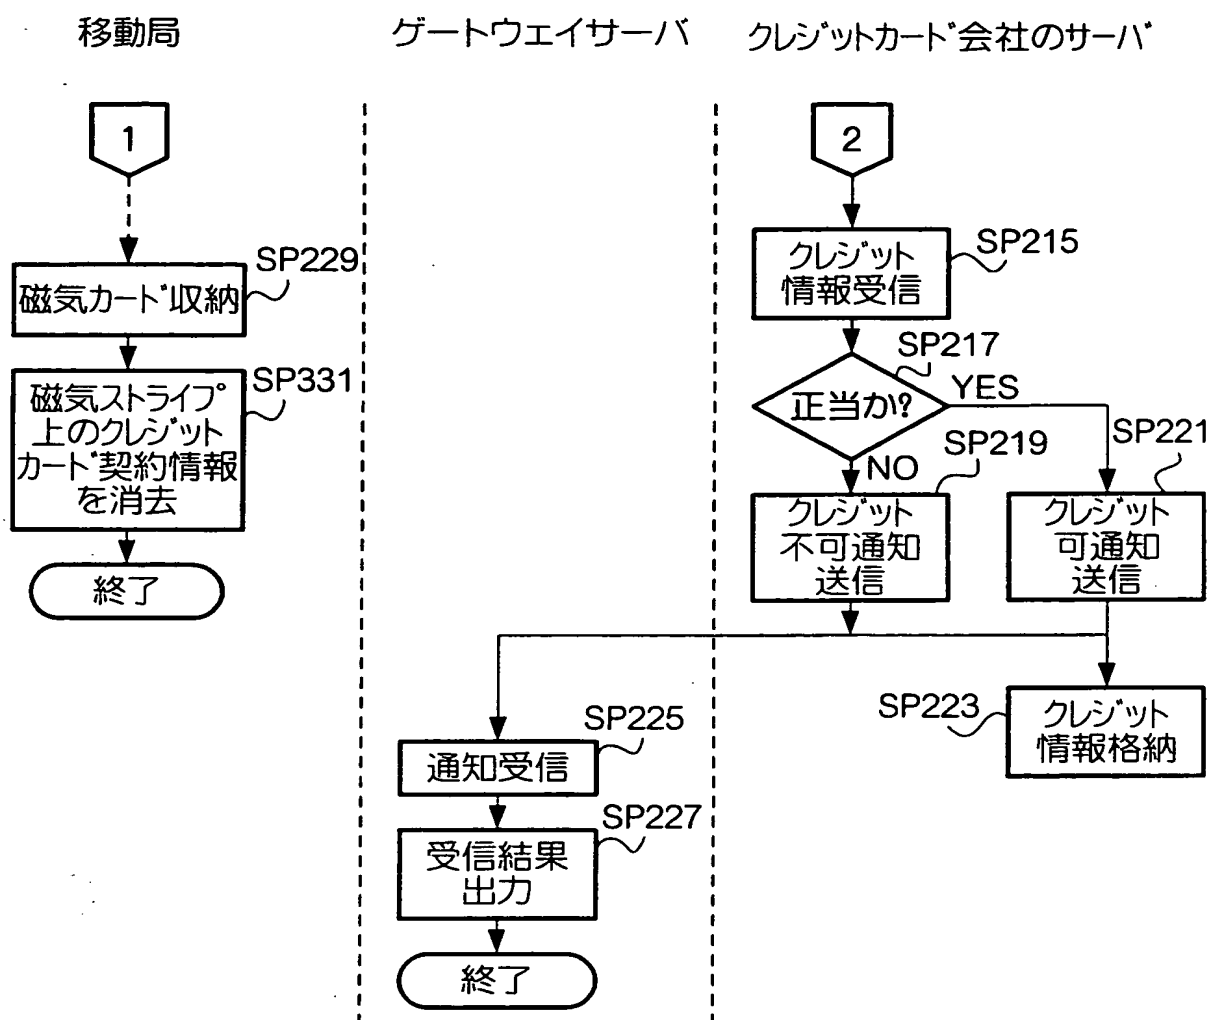 移動局
ゲートウェイサーバ
クレジットカード会社のサーバ
1
SP229
磁気カード収納
SP331
磁気ストライプ
上のクレジット
カード契約情報
を消去
終了
2
SP215
クレジット
情報受信
SP217
正当か?
YES
NO
SP219
クレジット
不可通知
送信
SP221
クレジット
可通知
送信
SP223
クレジット
情報格納
SP225
通知受信
SP227
受信結果
出力
終了